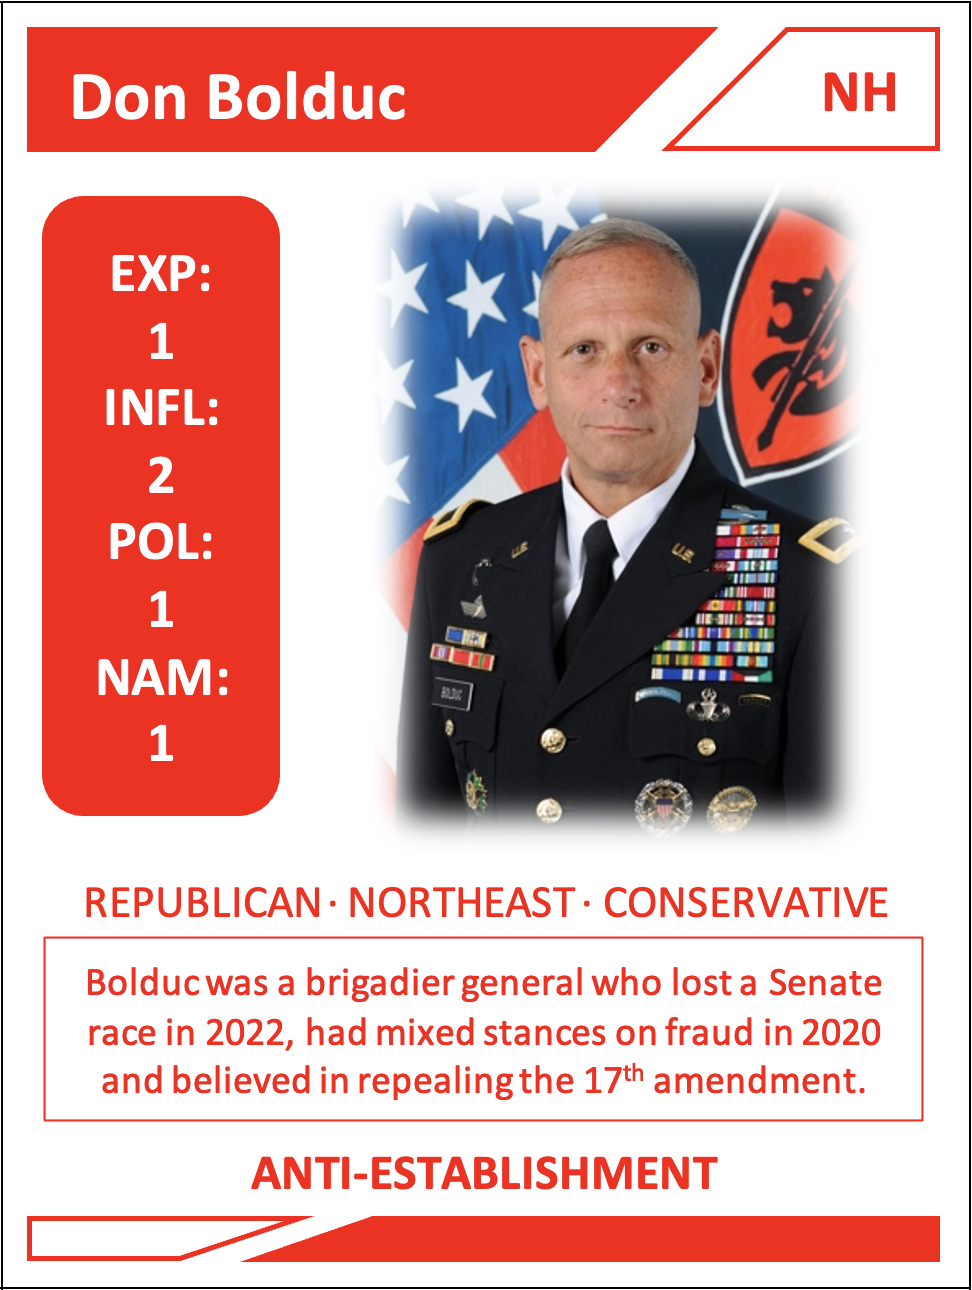 Don Bolduc
NH
EXP:
1
INFL:
2
POL:
1
NAM:
1
U.S.
U.S.
BOLDUC
REPUBLICAN · NORTHEAST · CONSERVATIVE
Bolduc was a brigadier general who lost a Senate
race in 2022, had mixed stances on fraud in 2020
and believed in repealing the 17th amendment.
ANTI-ESTABLISHMENT